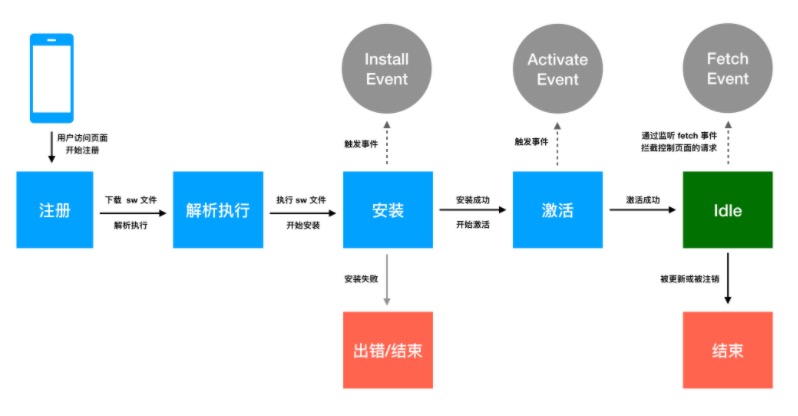 Install
Event
Activate
Event
Fetch
Event
用户访问页面
开始注册
触发事件
触发事件
通过监听 fetch 事件
拦截控制页面的请求
注册
下载 sw 文件
解析执行
解析执行
执行 sw 文件
开始安装
安装
安装成功
开始激活
激活
激活成功
Idle
安装失败
被更新或被注销
出错/结束
结束